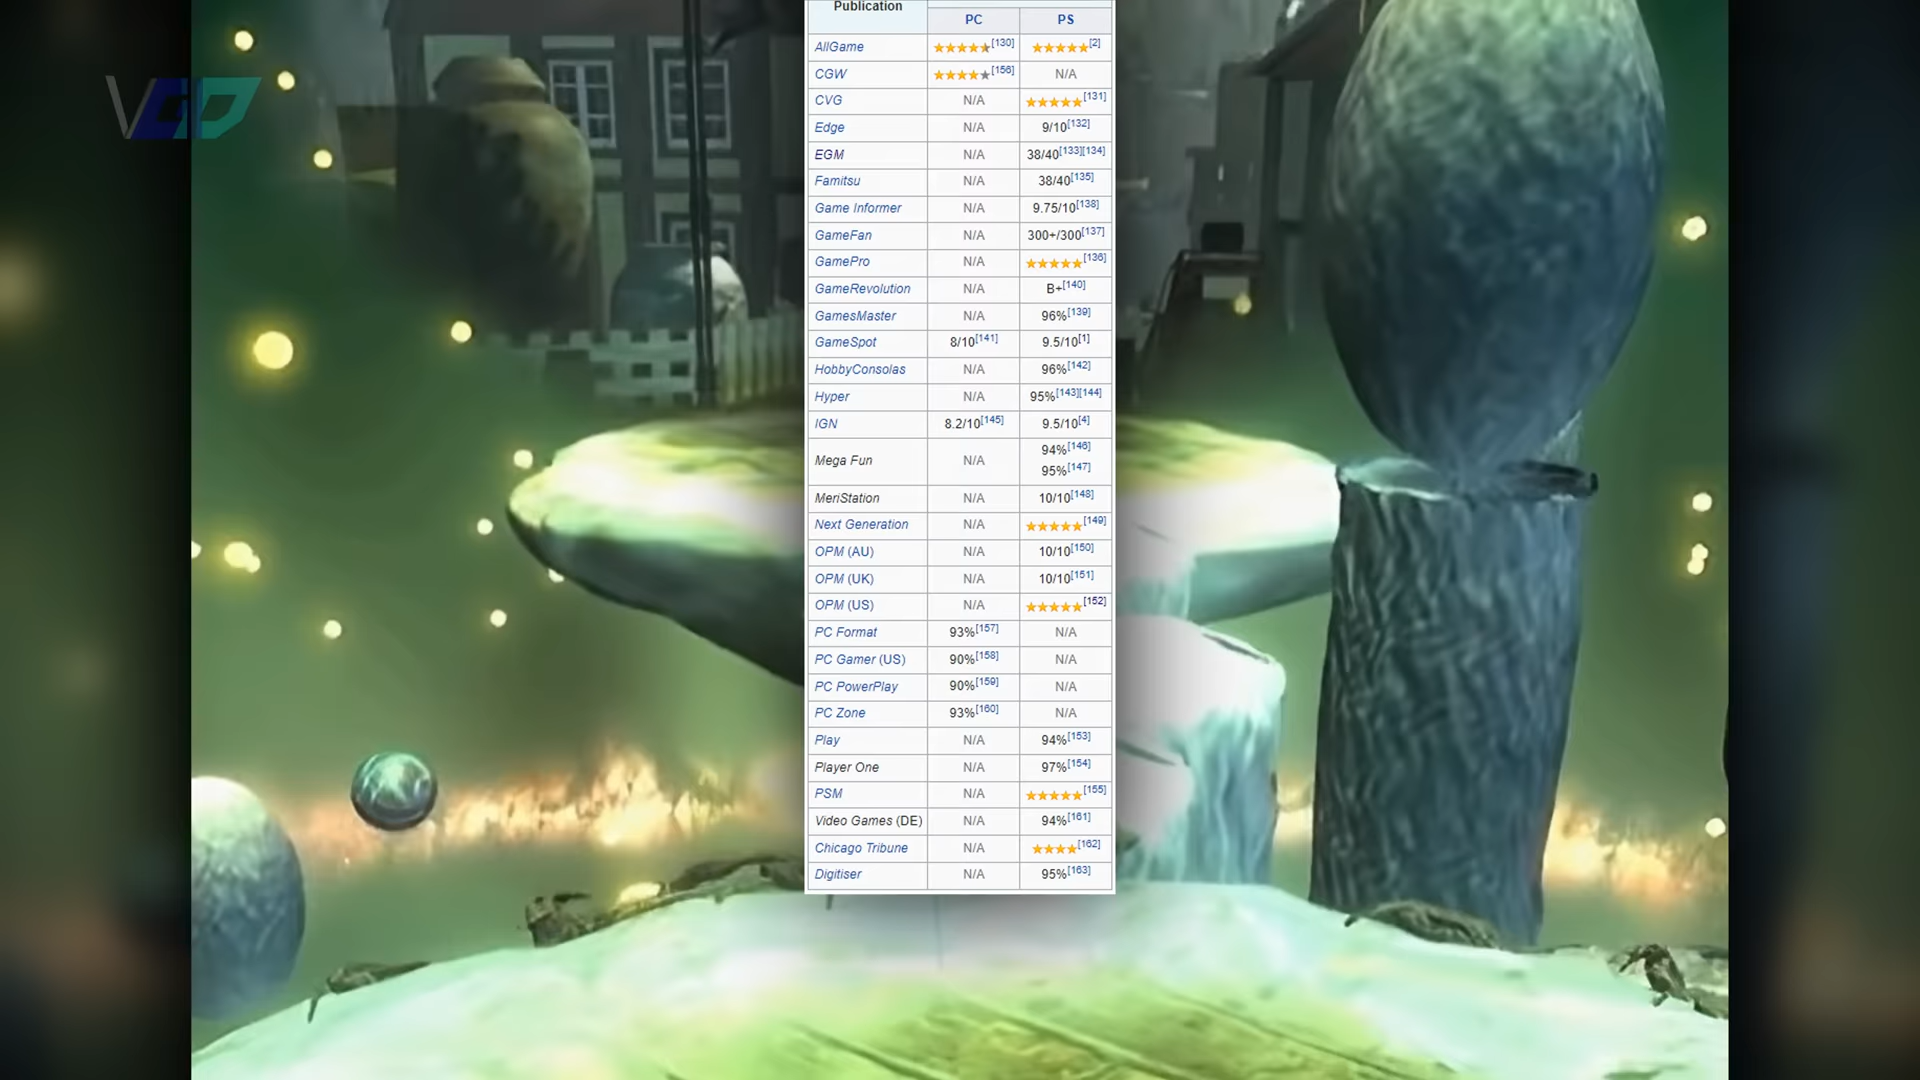 VGD
Publication
PC PS
AllGame ★★★★★[130] ★★★★★[2]
CGW ★★★★★[156] N/A
CVG N/A ★★★★★[131]
Edge N/A 9/10[132]
EGM N/A 38/40[133][134]
Famitsu N/A 38/40[135]
Game Informer N/A 9.75/10[138]
GameFan N/A 300+/300[137]
GamePro N/A ★★★★★[136]
GameRevolution N/A B+[140]
GamesMaster N/A 96%[139]
GameSpot 8/10[141] 9.5/10[1]
HobbyConsolas N/A 96%[142]
Hyper N/A 95%[143][144]
IGN 8.2/10[145] 9.5/10[4]
Mega Fun N/A 94%[146]
95%[147]
MeriStation N/A 10/10[148]
Next Generation N/A ★★★★★[149]
OPM (AU) N/A 10/10[150]
OPM (UK) N/A 10/10[151]
OPM (US) N/A ★★★★★[152]
PC Format 93%[157] N/A
PC Gamer (US) 90%[158] N/A
PC PowerPlay 90%[159] N/A
PC Zone 93%[160] N/A
Play N/A 94%[153]
Player One N/A 97%[154]
PSM N/A ★★★★★[155]
Video Games (DE) N/A 94%[161]
Chicago Tribune N/A ★★★★[162]
Digitiser N/A 95%[163]